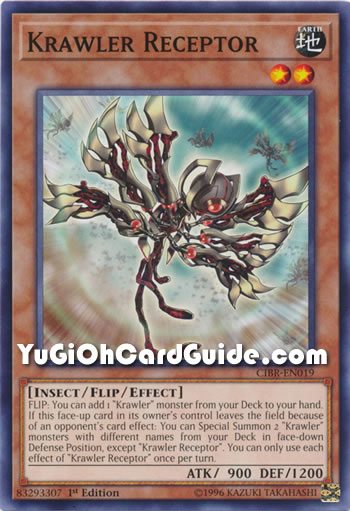 Krawler Receptor
EARTH
地
YuGiOhCardGuide.com
CIBR-EN019
[Insect/Flip/Effect]
FLIP: You can add 1 "Krawler" monster from your Deck to your hand.
If this face-up card in its owner's control leaves the field because
of an opponent's card effect: You can Special Summon 2 "Krawler"
monsters with different names from your Deck in face-down
Defense Position, except "Krawler Receptor". You can only use each
effect of "Krawler Receptor" once per turn.
ATK/ 900 DEF/1200
83293307 1st Edition ©1996 KAZUKI TAKAHASHI